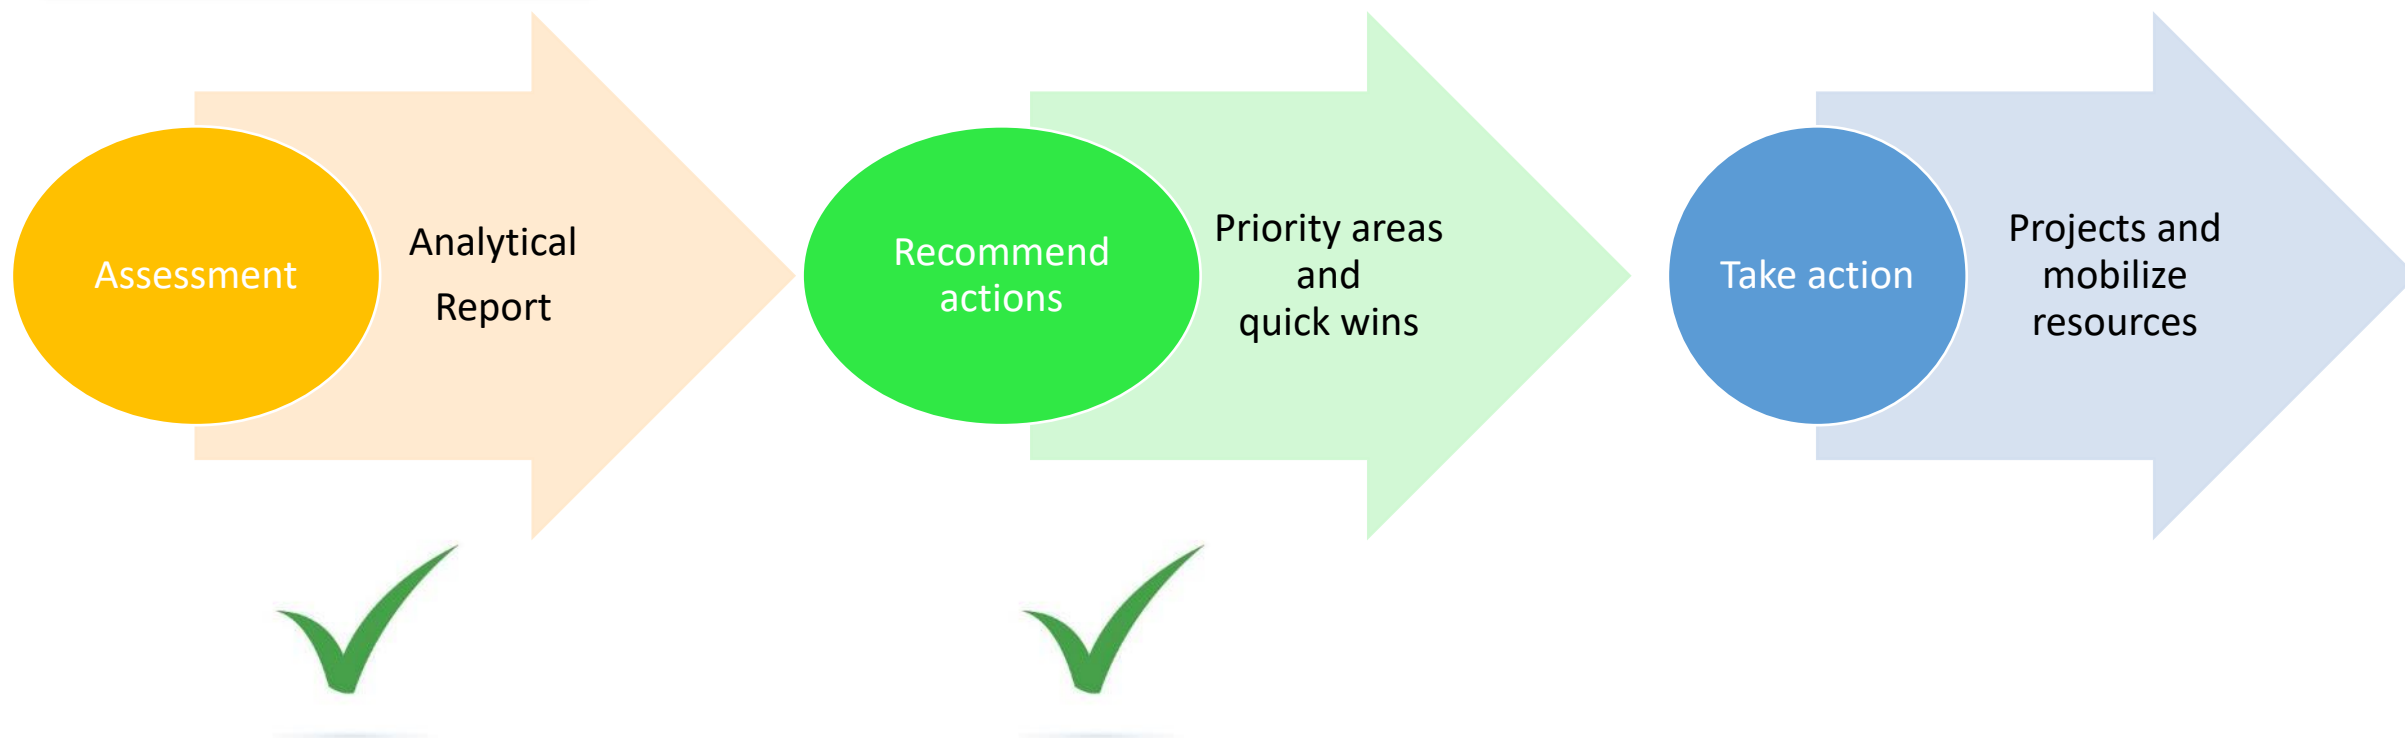 Assessment
Analytical
Report
Recommend
actions
Priority areas
and
quick wins
Take action
Projects and
mobilize
resources